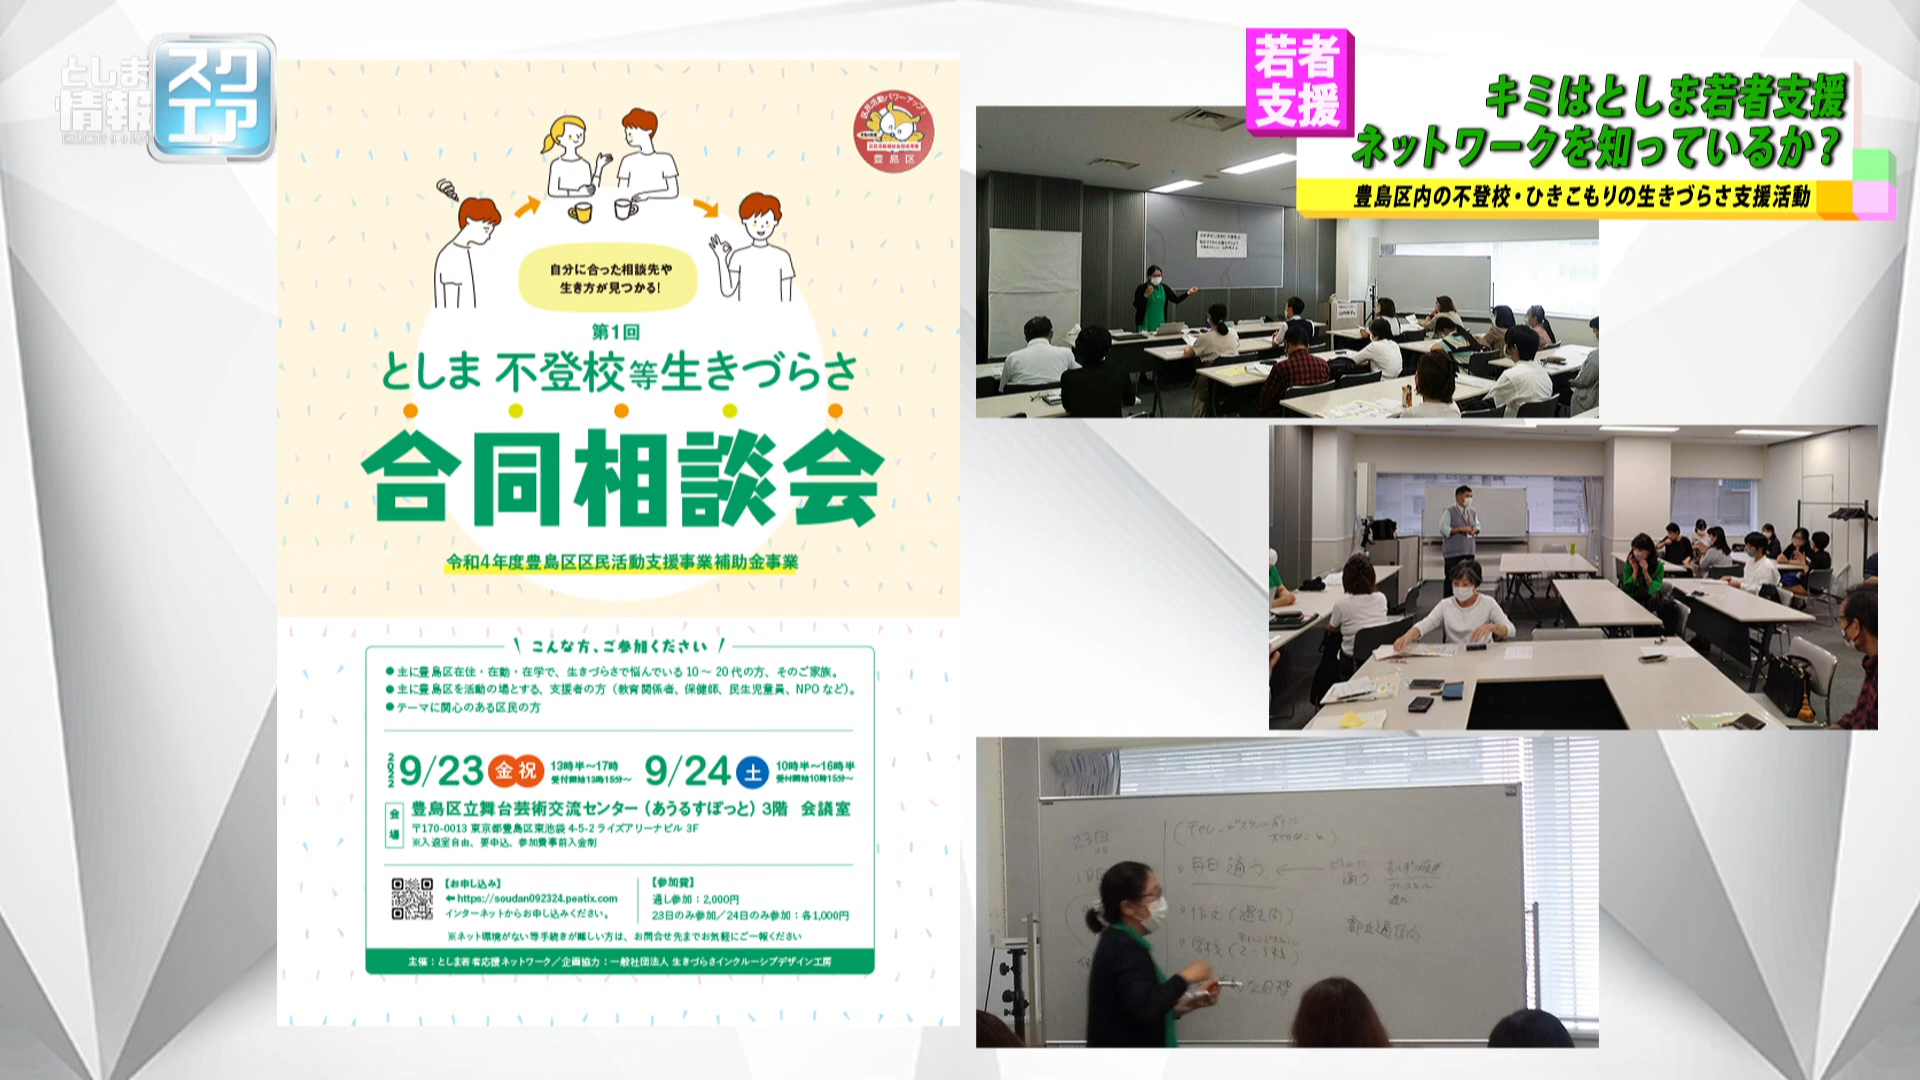 としま
情報
スク
エア
若者
支援
キミはとしま若者支援
ネットワークを知っているか？
豊島区内の不登校・ひきこもりの生きづらさ支援活動
区民活動パワーアップ！
豊島区
自分に合った相談先や
生き方が見つかる！
第1回
としま 不登校等生きづらさ
合同相談会
令和4年度豊島区区民活動支援事業補助金事業
こんな方、ご参加ください
●主に豊島区在住・在勤・在学で、生きづらさで悩んでいる10～20代の方、そのご家族。
●主に豊島区を活動の場とする、支援者の方（教育関係者、保健師、民生児童員、NPOなど）。
●テーマに関心のある区民の方
2022 9/23 金祝 13時半～17時 受付開始13時15分～ 9/24 土 10時半～16時半 受付開始10時15分～
会場 豊島区立舞台芸術交流センター（あうるすぽっと）3階 会議室
〒170-0013 東京都豊島区東池袋 4-5-2 ライズアリーナビル 3F
※入退室自由、要申込、参加費事前入金制
【お申し込み】
⬅https://soudan092324.peatix.com
インターネットからお申し込みください。
【参加費】
通し参加：2,000円
23日のみ参加／24日のみ参加：各1,000円
※ネット環境がない等手続きが難しい方は、お問合せ先までお気軽にご一報ください
主催：としま若者応援ネットワーク／企画協力：一般社団法人 生きづらさインクルーシブデザイン工房
23日
毎日通う
作文